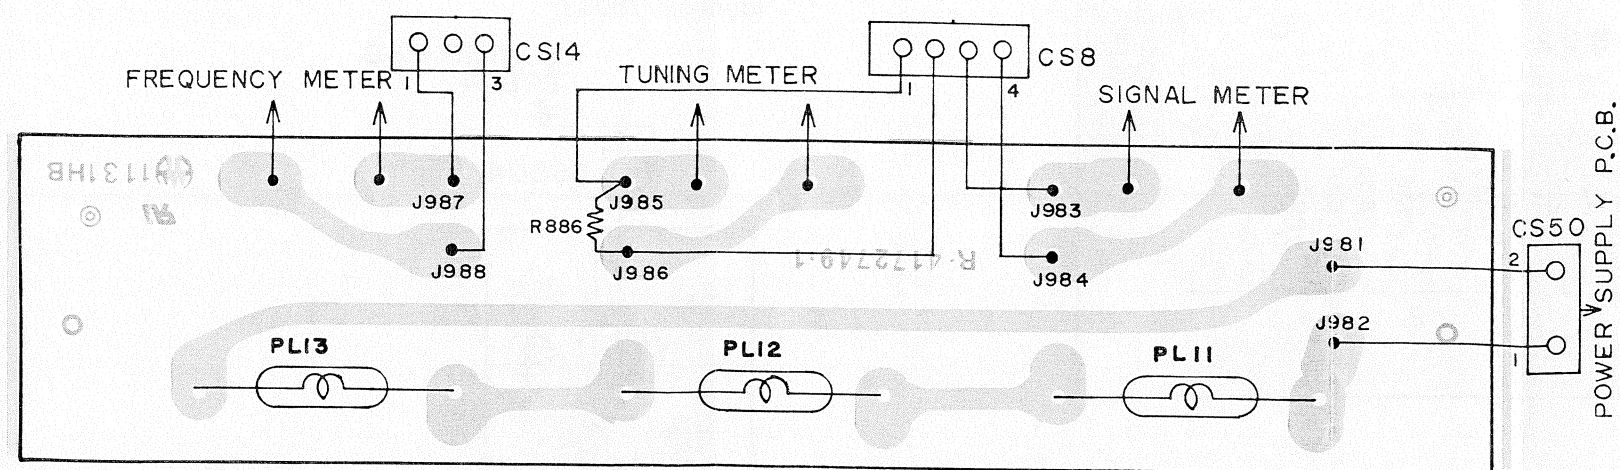 CS14
CS8
FREQUENCY METER
1
3
TUNING METER
1
4
SIGNAL METER
POWER SUPPLY P.C.B.
1131HB
J987
J985
J983
R886
CS50
J988
J986
R-4172749-1
J984
J981
2
J982
1
PL13
PL12
PL11